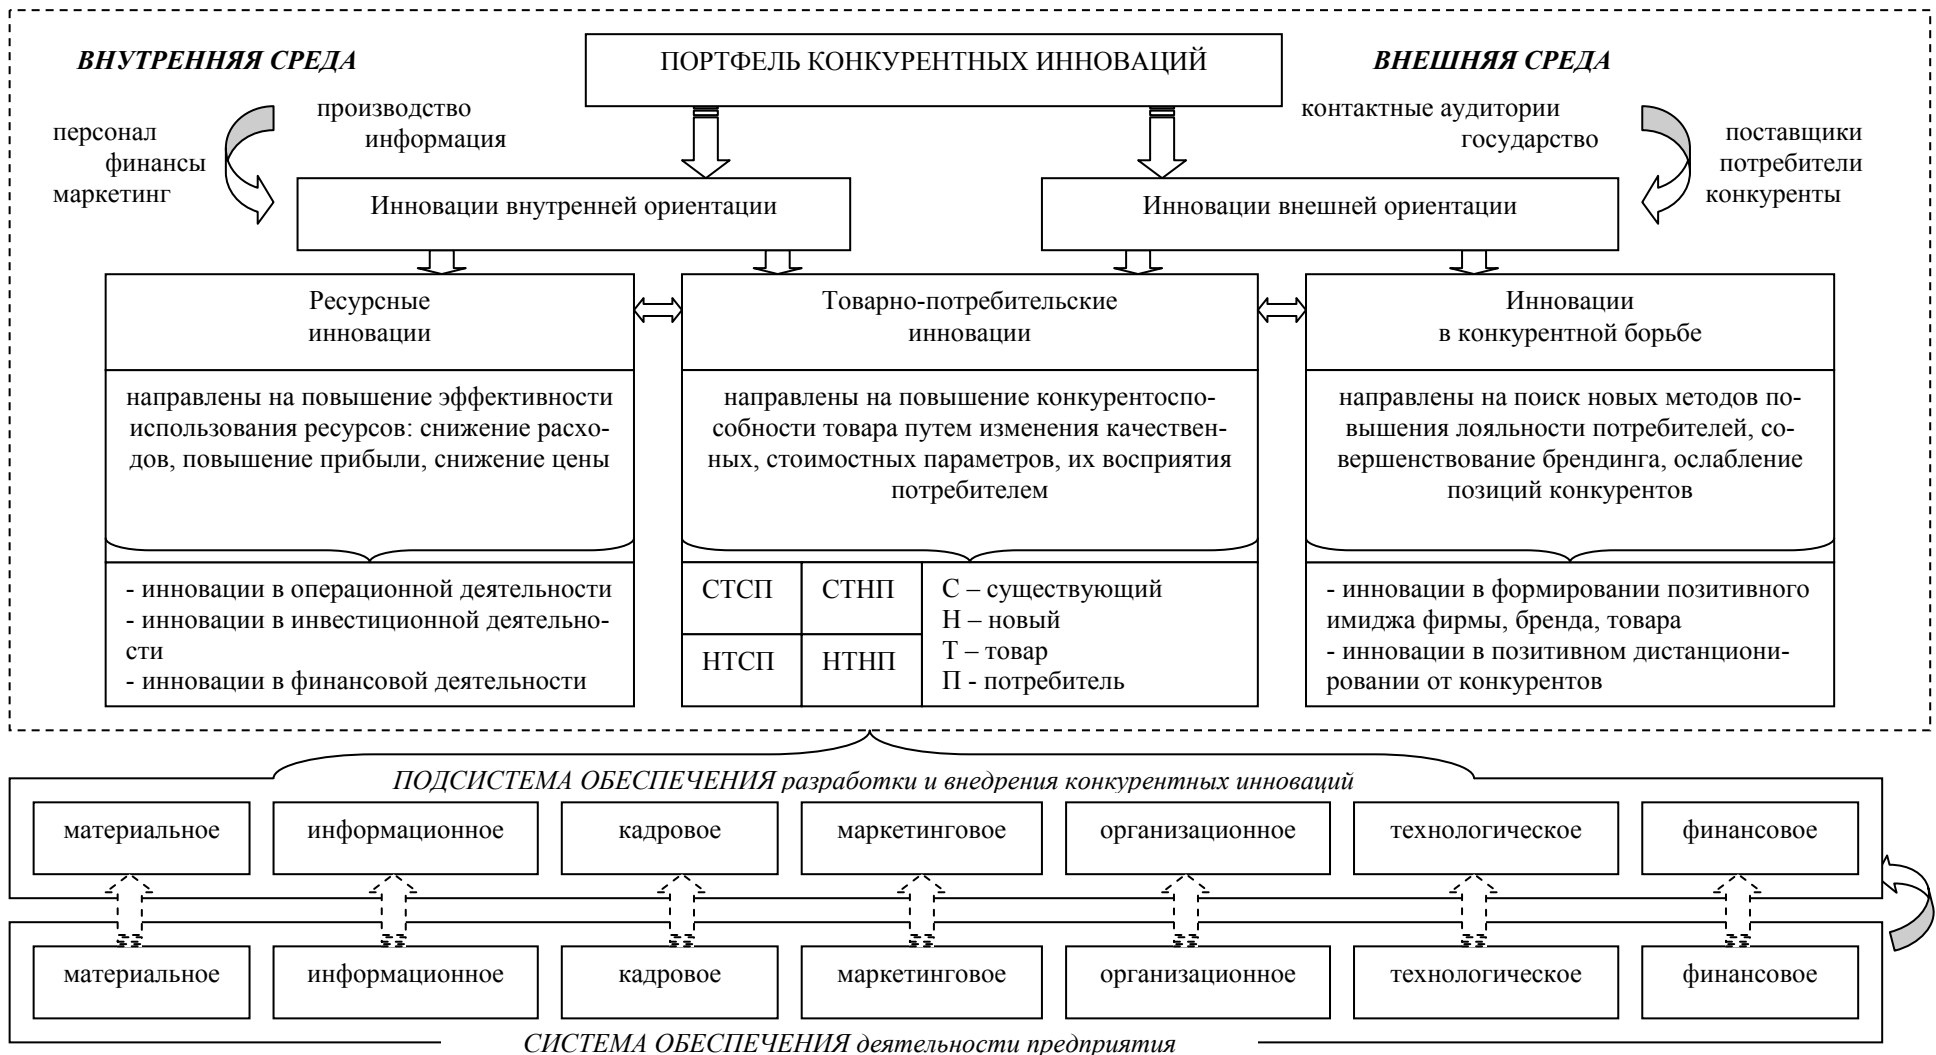 ВНУТРЕННЯЯ СРЕДА
ПОРТФЕЛЬ КОНКУРЕНТНЫХ ИННОВАЦИЙ
ВНЕШНЯЯ СРЕДА
персонал
финансы
маркетинг
производство
информация
контактные аудитории
государство
поставщики
потребители
конкуренты
Инновации внутренней ориентации
Инновации внешней ориентации
Ресурсные
инновации
Товарно-потребительские
инновации
Инновации
в конкурентной борьбе
направлены на повышение эффективности
использования ресурсов: снижение расхо-
дов, повышение прибыли, снижение цены
направлены на повышение конкурентоспо-
собности товара путем изменения качествен-
ных, стоимостных параметров, их восприятия
потребителем
направлены на поиск новых методов по-
вышения лояльности потребителей, со-
вершенствование брендинга, ослабление
позиций конкурентов
- инновации в операционной деятельности
- инновации в инвестиционной деятельно-
сти
- инновации в финансовой деятельности
СТСП
СТНП
НТСП
НТНП
С – существующий
Н – новый
Т – товар
П - потребитель
- инновации в формировании позитивного
имиджа фирмы, бренда, товара
- инновации в позитивном дистанциони-
ровании от конкурентов
ПОДСИСТЕМА ОБЕСПЕЧЕНИЯ разработки и внедрения конкурентных инноваций
материальное
информационное
кадровое
маркетинговое
организационное
технологическое
финансовое
материальное
информационное
кадровое
маркетинговое
организационное
технологическое
финансовое
СИСТЕМА ОБЕСПЕЧЕНИЯ деятельности предприятия